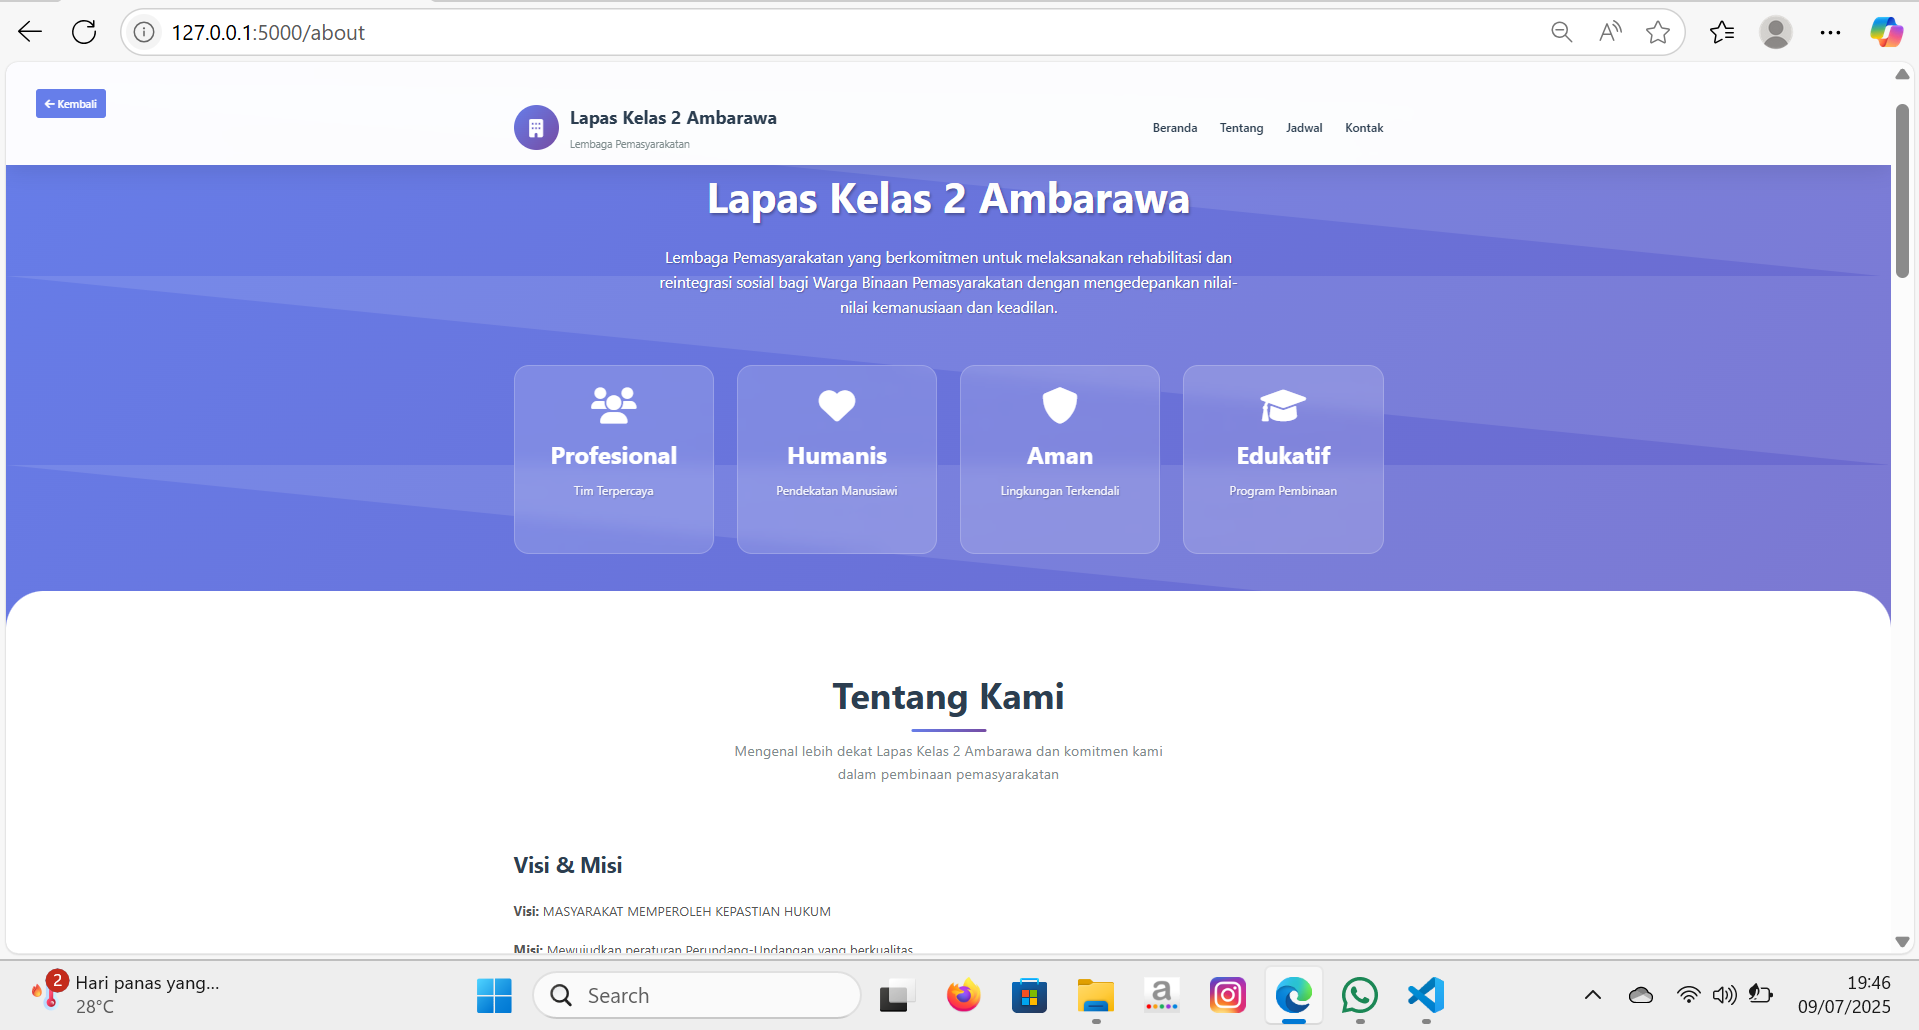 127.0.0.1:5000/about
Kembali
Lapas Kelas 2 Ambarawa
Lembaga Pemasyarakatan
Beranda Tentang Jadwal Kontak
Lapas Kelas 2 Ambarawa
Lembaga Pemasyarakatan yang berkomitmen untuk melaksanakan rehabilitasi dan
reintegrasi sosial bagi Warga Binaan Pemasyarakatan dengan mengedepankan nilai-
nilai kemanusiaan dan keadilan.
Profesional
Tim Terpercaya
Humanis
Pendekatan Manusiawi
Aman
Lingkungan Terkendali
Edukatif
Program Pembinaan
Tentang Kami
Mengenal lebih dekat Lapas Kelas 2 Ambarawa dan komitmen kami
dalam pembinaan pemasyarakatan
Visi & Misi
Visi: MASYARAKAT MEMPEROLEH KEPASTIAN HUKUM
Misi: Mewujudkan peraturan Perundang-Undangan yang berkualitas
2
Hari panas yang...
28°C
Search
a
19:46
09/07/2025